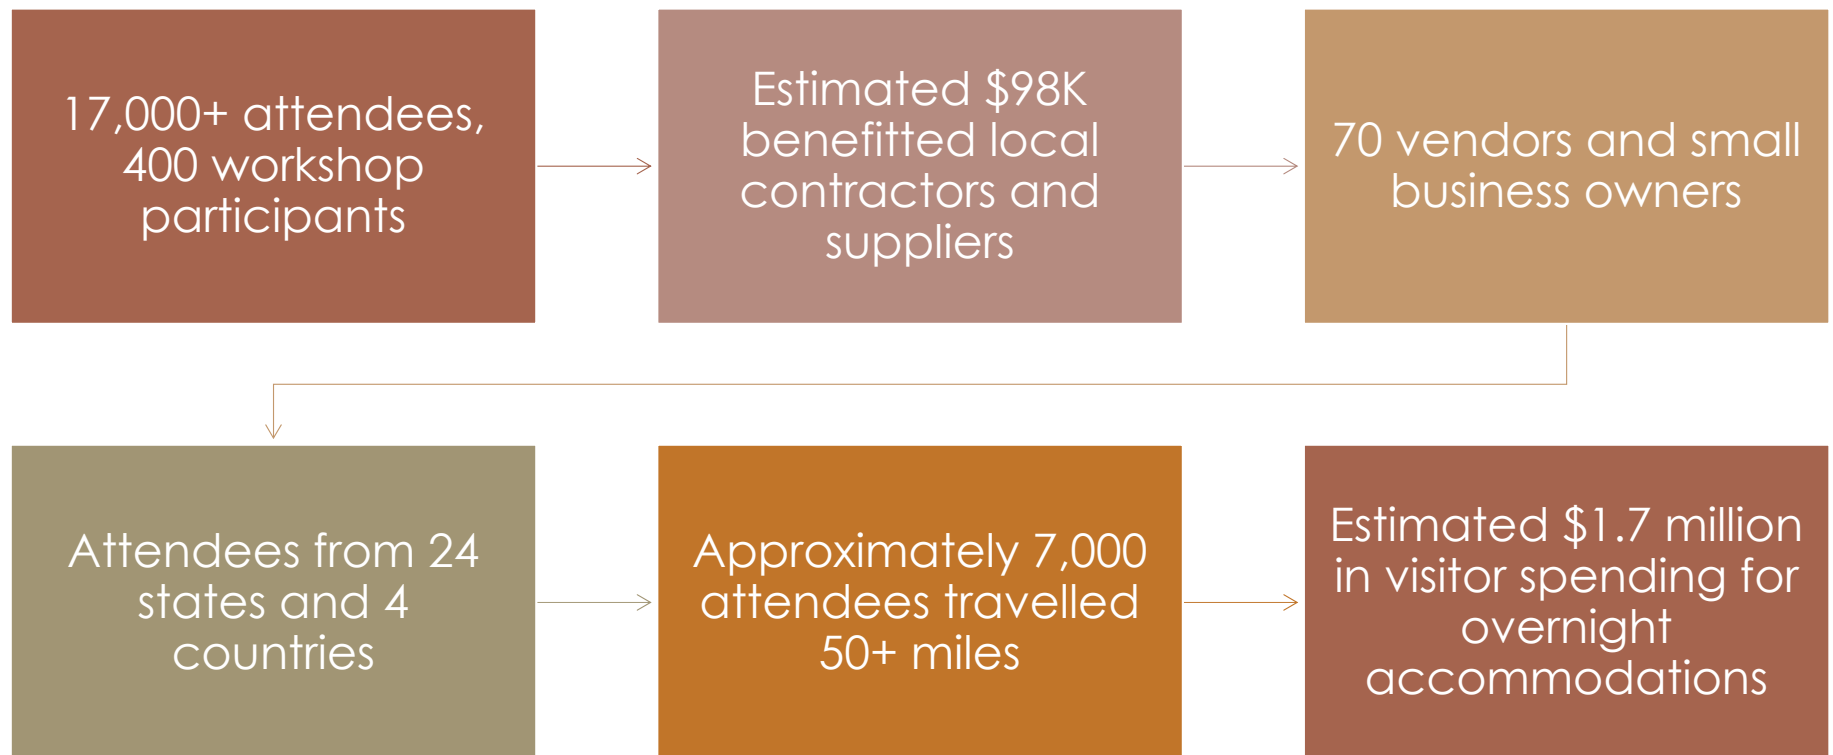 17,000+ attendees,
400 workshop
participants
Estimated $98K
benefitted local
contractors and
suppliers
70 vendors and small
business owners
Attendees from 24
states and 4
countries
Approximately 7,000
attendees travelled
50+ miles
Estimated $1.7 million
in visitor spending for
overnight
accommodations